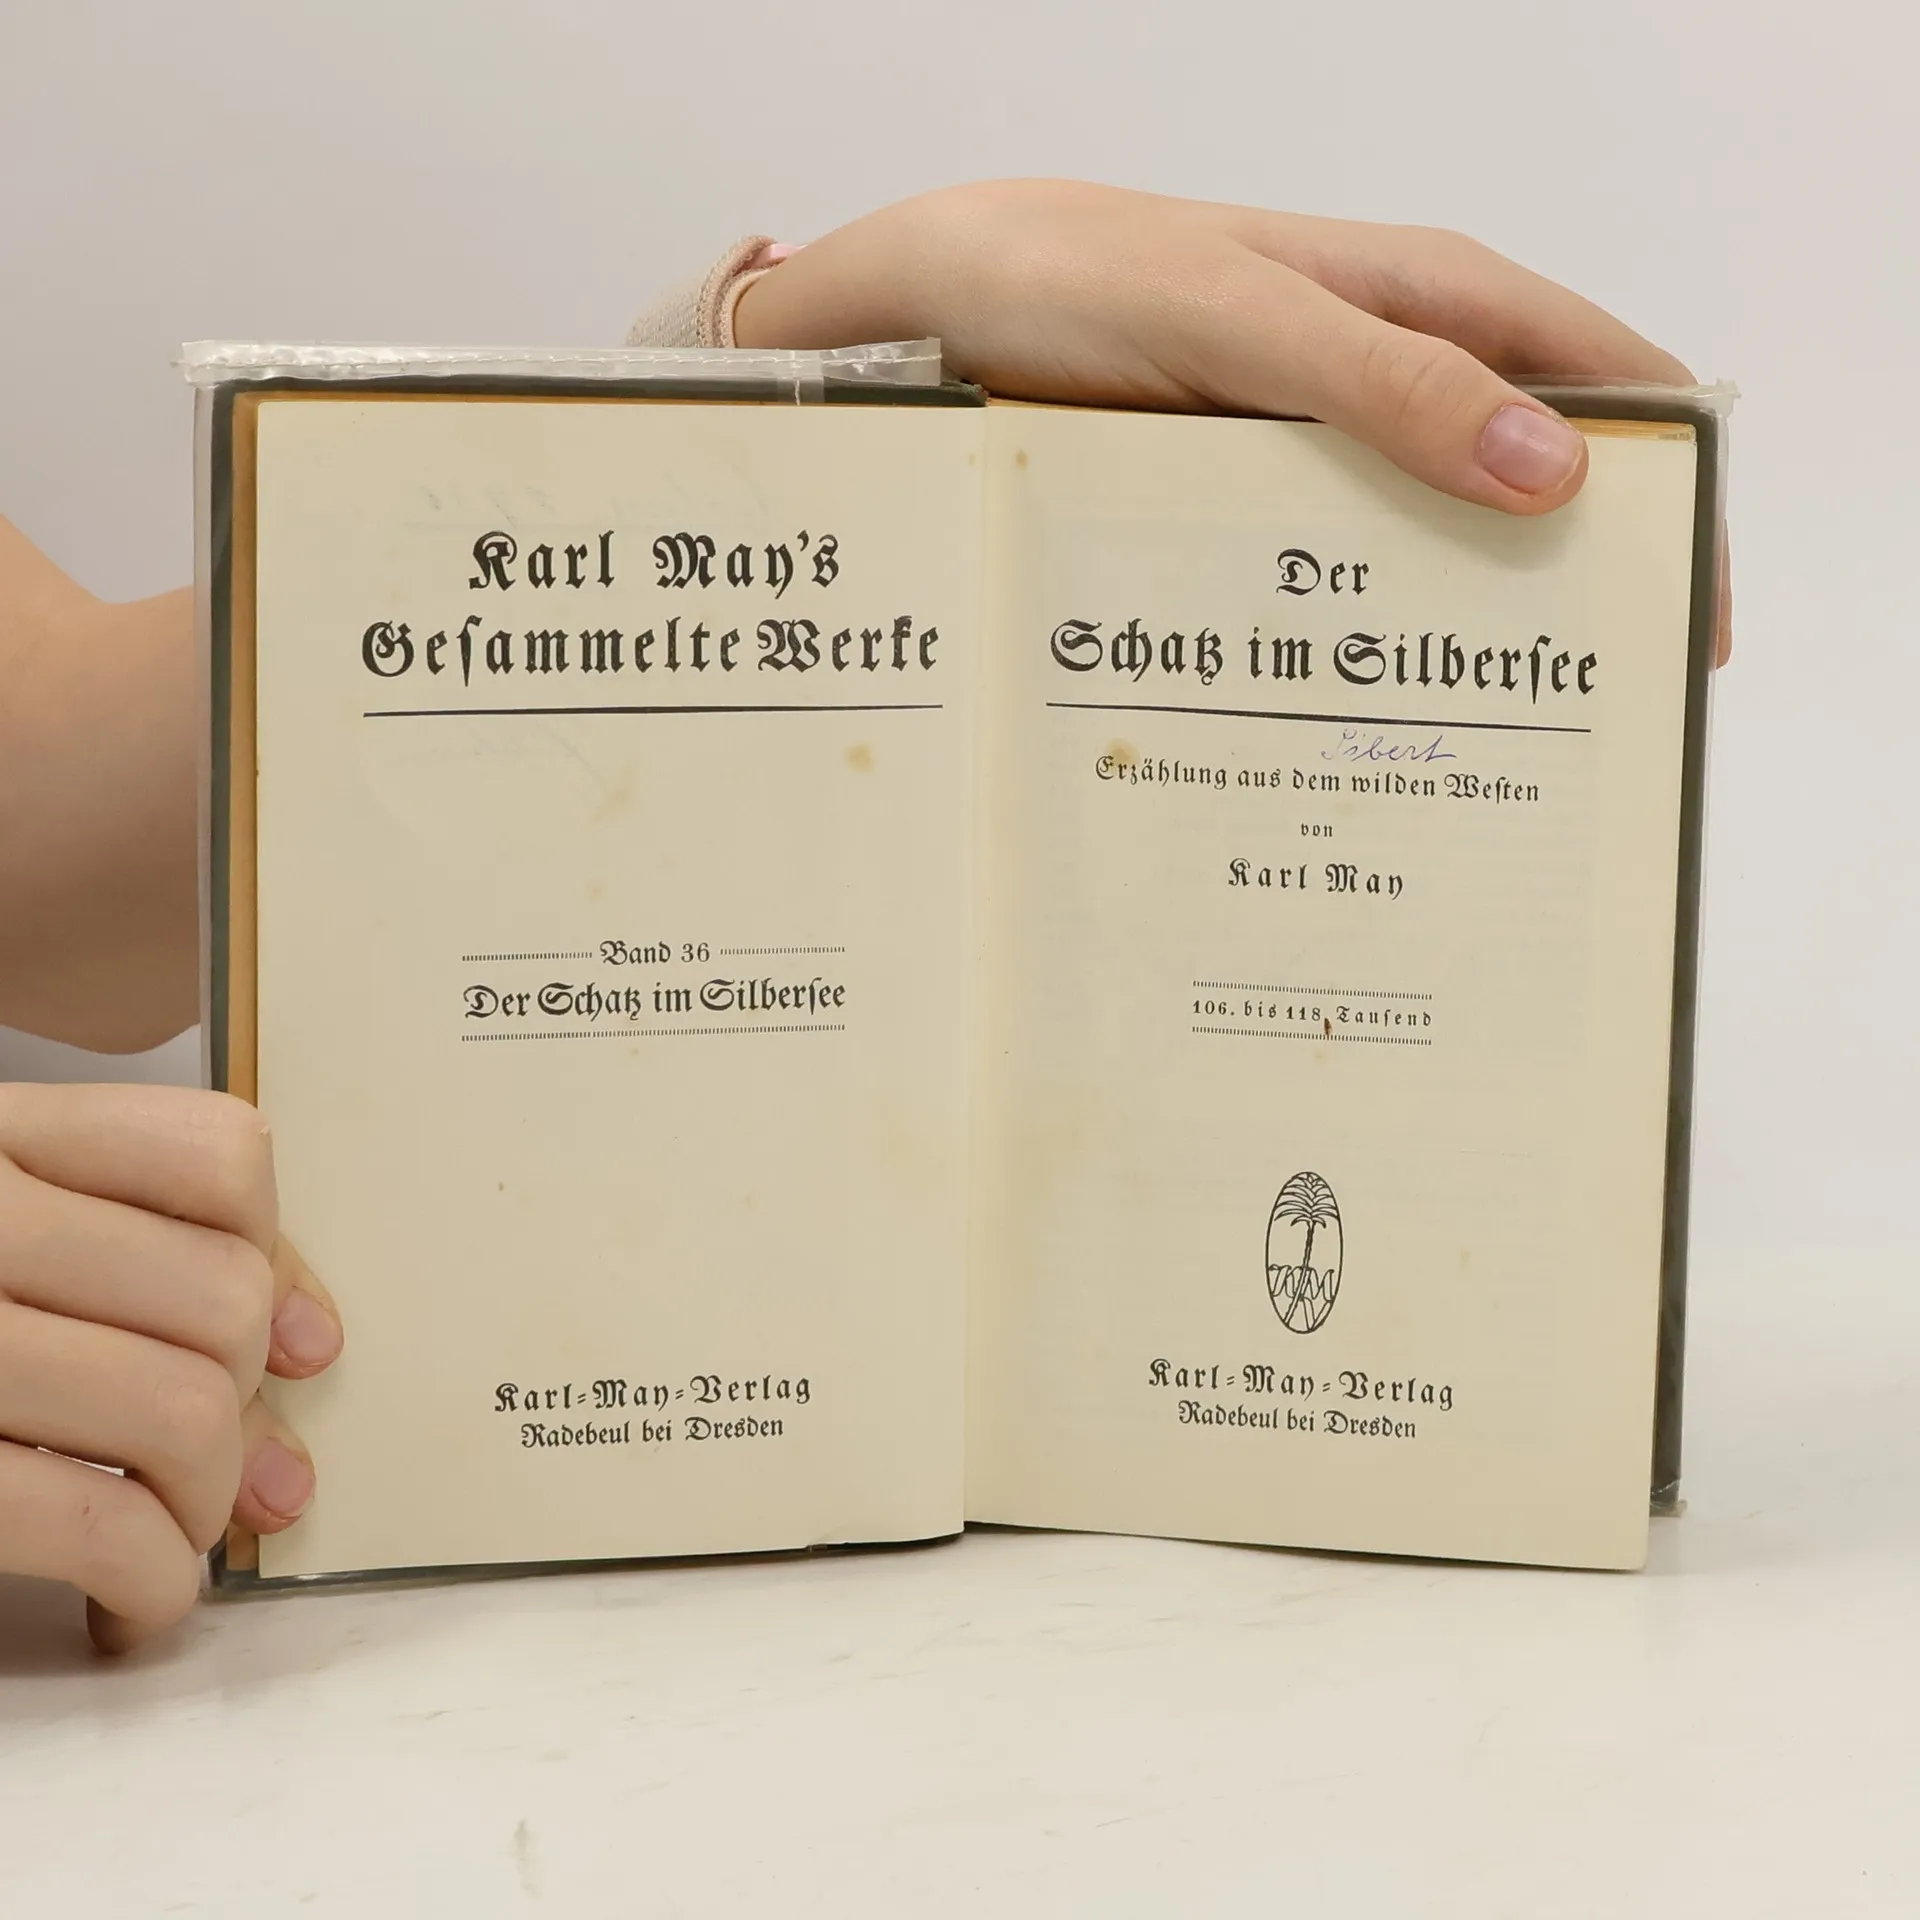 Karl May's
Gesammelte Werke
Band 36
Der Schatz im Silbersee
Karl=May=Verlag
Radebeul bei Dresden
Der
Schatz im Silbersee
Erzählung aus dem wilden Westen
von
Karl May
106. bis 118. Tausend
Karl=May=Verlag
Radebeul bei Dresden